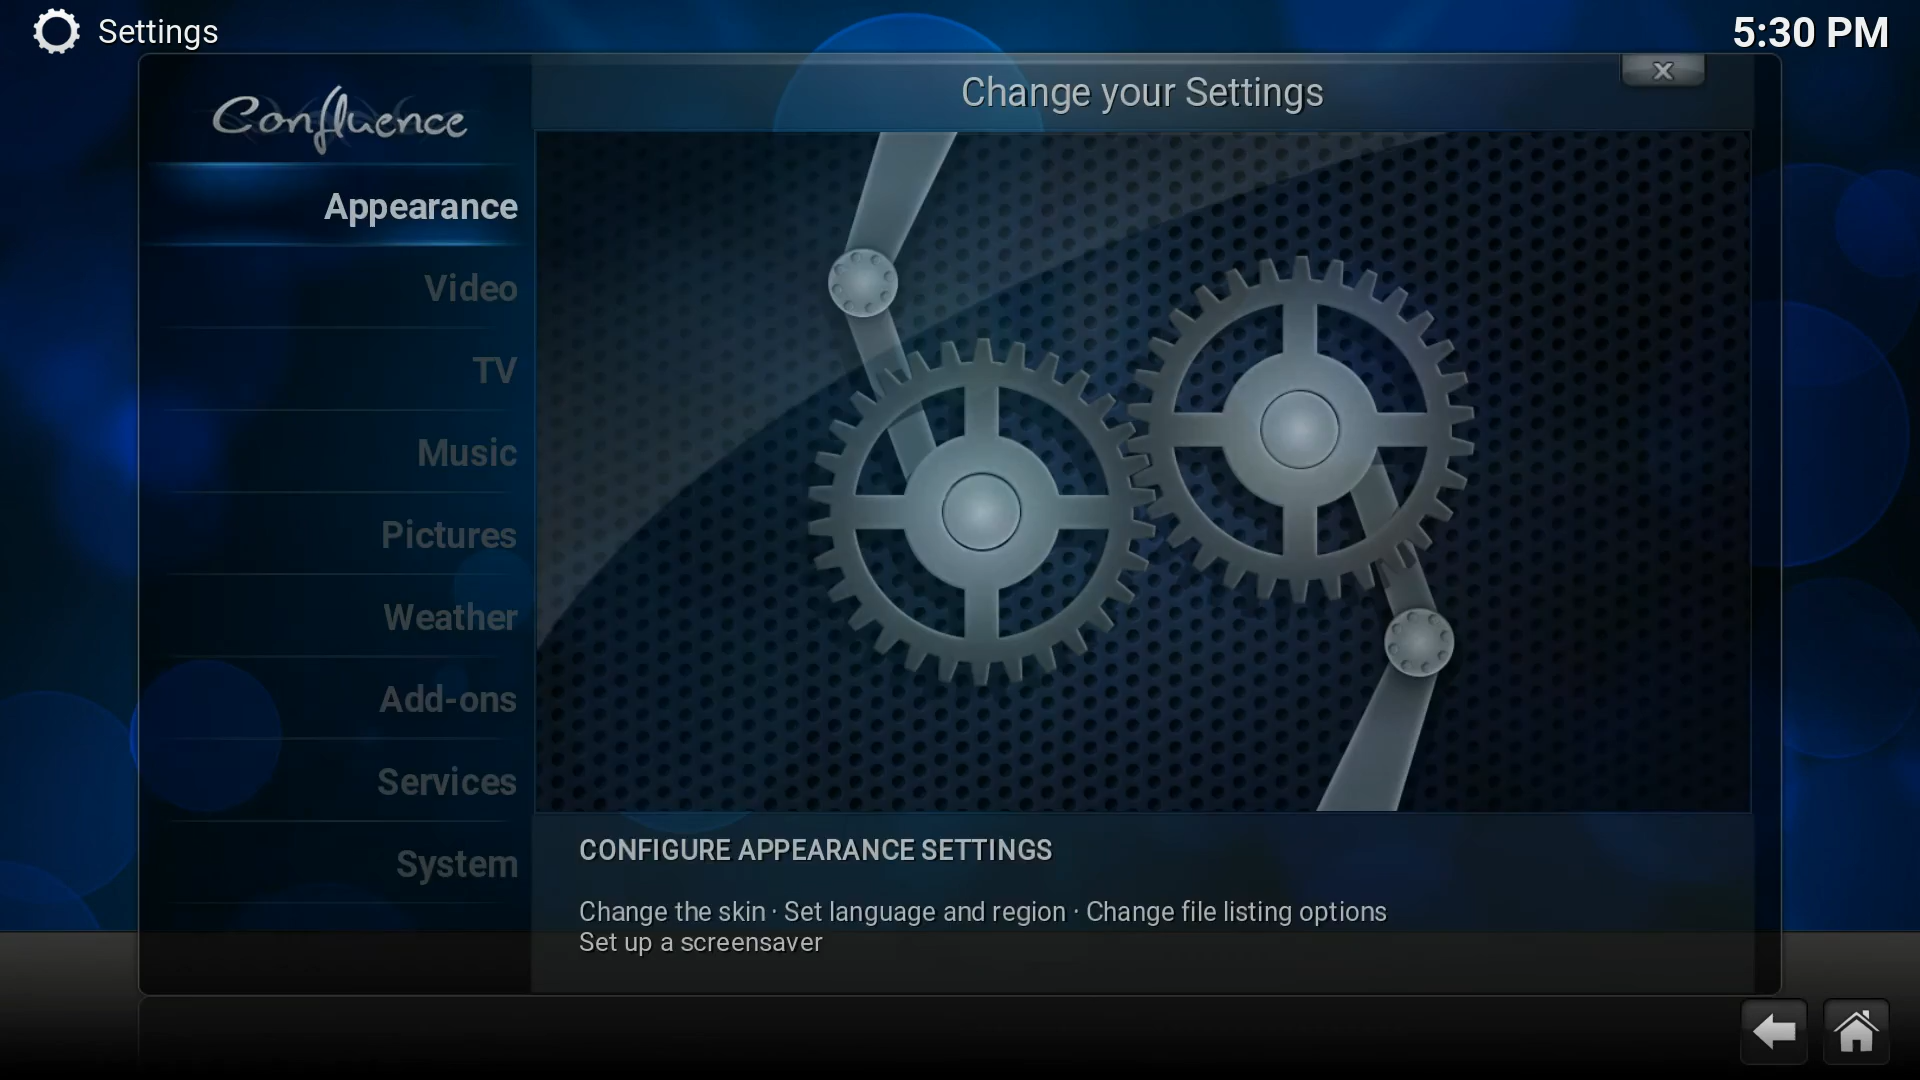 Settings
5:30 PM
Change your Settings
Confluence
Appearance
Video
TV
Music
Pictures
Weather
Add-ons
Services
System
CONFIGURE APPEARANCE SETTINGS
Change the skin · Set language and region · Change file listing options
Set up a screensaver